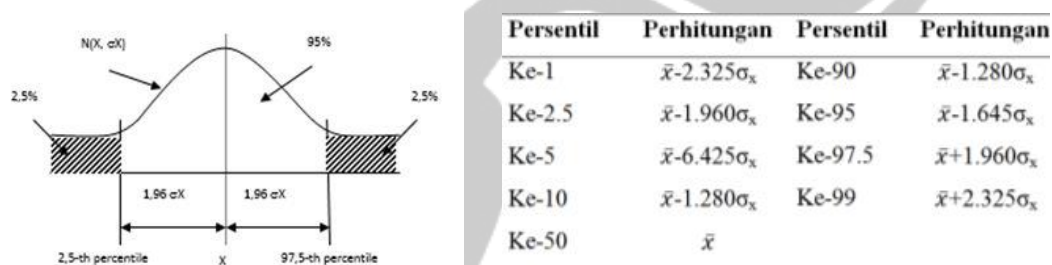 N(X, σX)
95%
2,5%
2,5%
1,96 σX
1,96 σX
2,5-th percentile
X
97,5-th percentile
Persentil Perhitungan Persentil Perhitungan
Ke-1 x̄-2.325σₓ Ke-90 x̄-1.280σₓ
Ke-2.5 x̄-1.960σₓ Ke-95 x̄-1.645σₓ
Ke-5 x̄-6.425σₓ Ke-97.5 x̄+1.960σₓ
Ke-10 x̄-1.280σₓ Ke-99 x̄+2.325σₓ
Ke-50 x̄